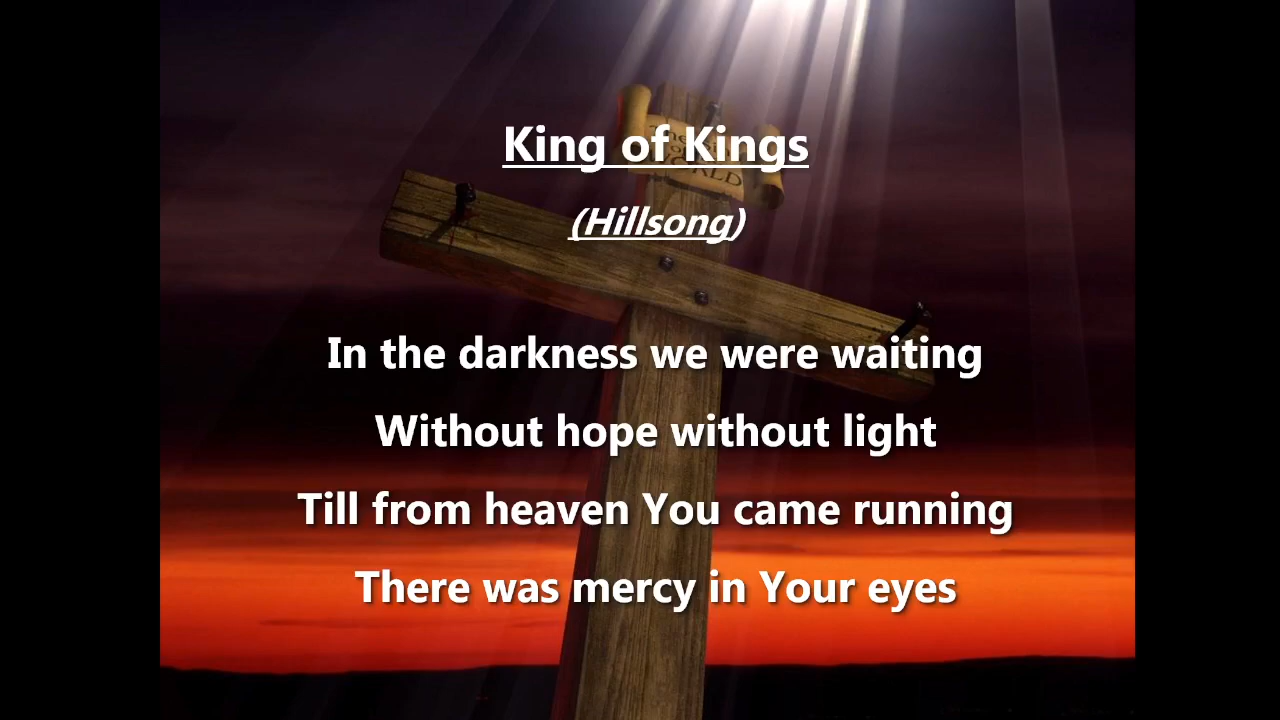 King of Kings
(Hillsong)
In the darkness we were waiting
Without hope without light
Till from heaven You came running
There was mercy in Your eyes